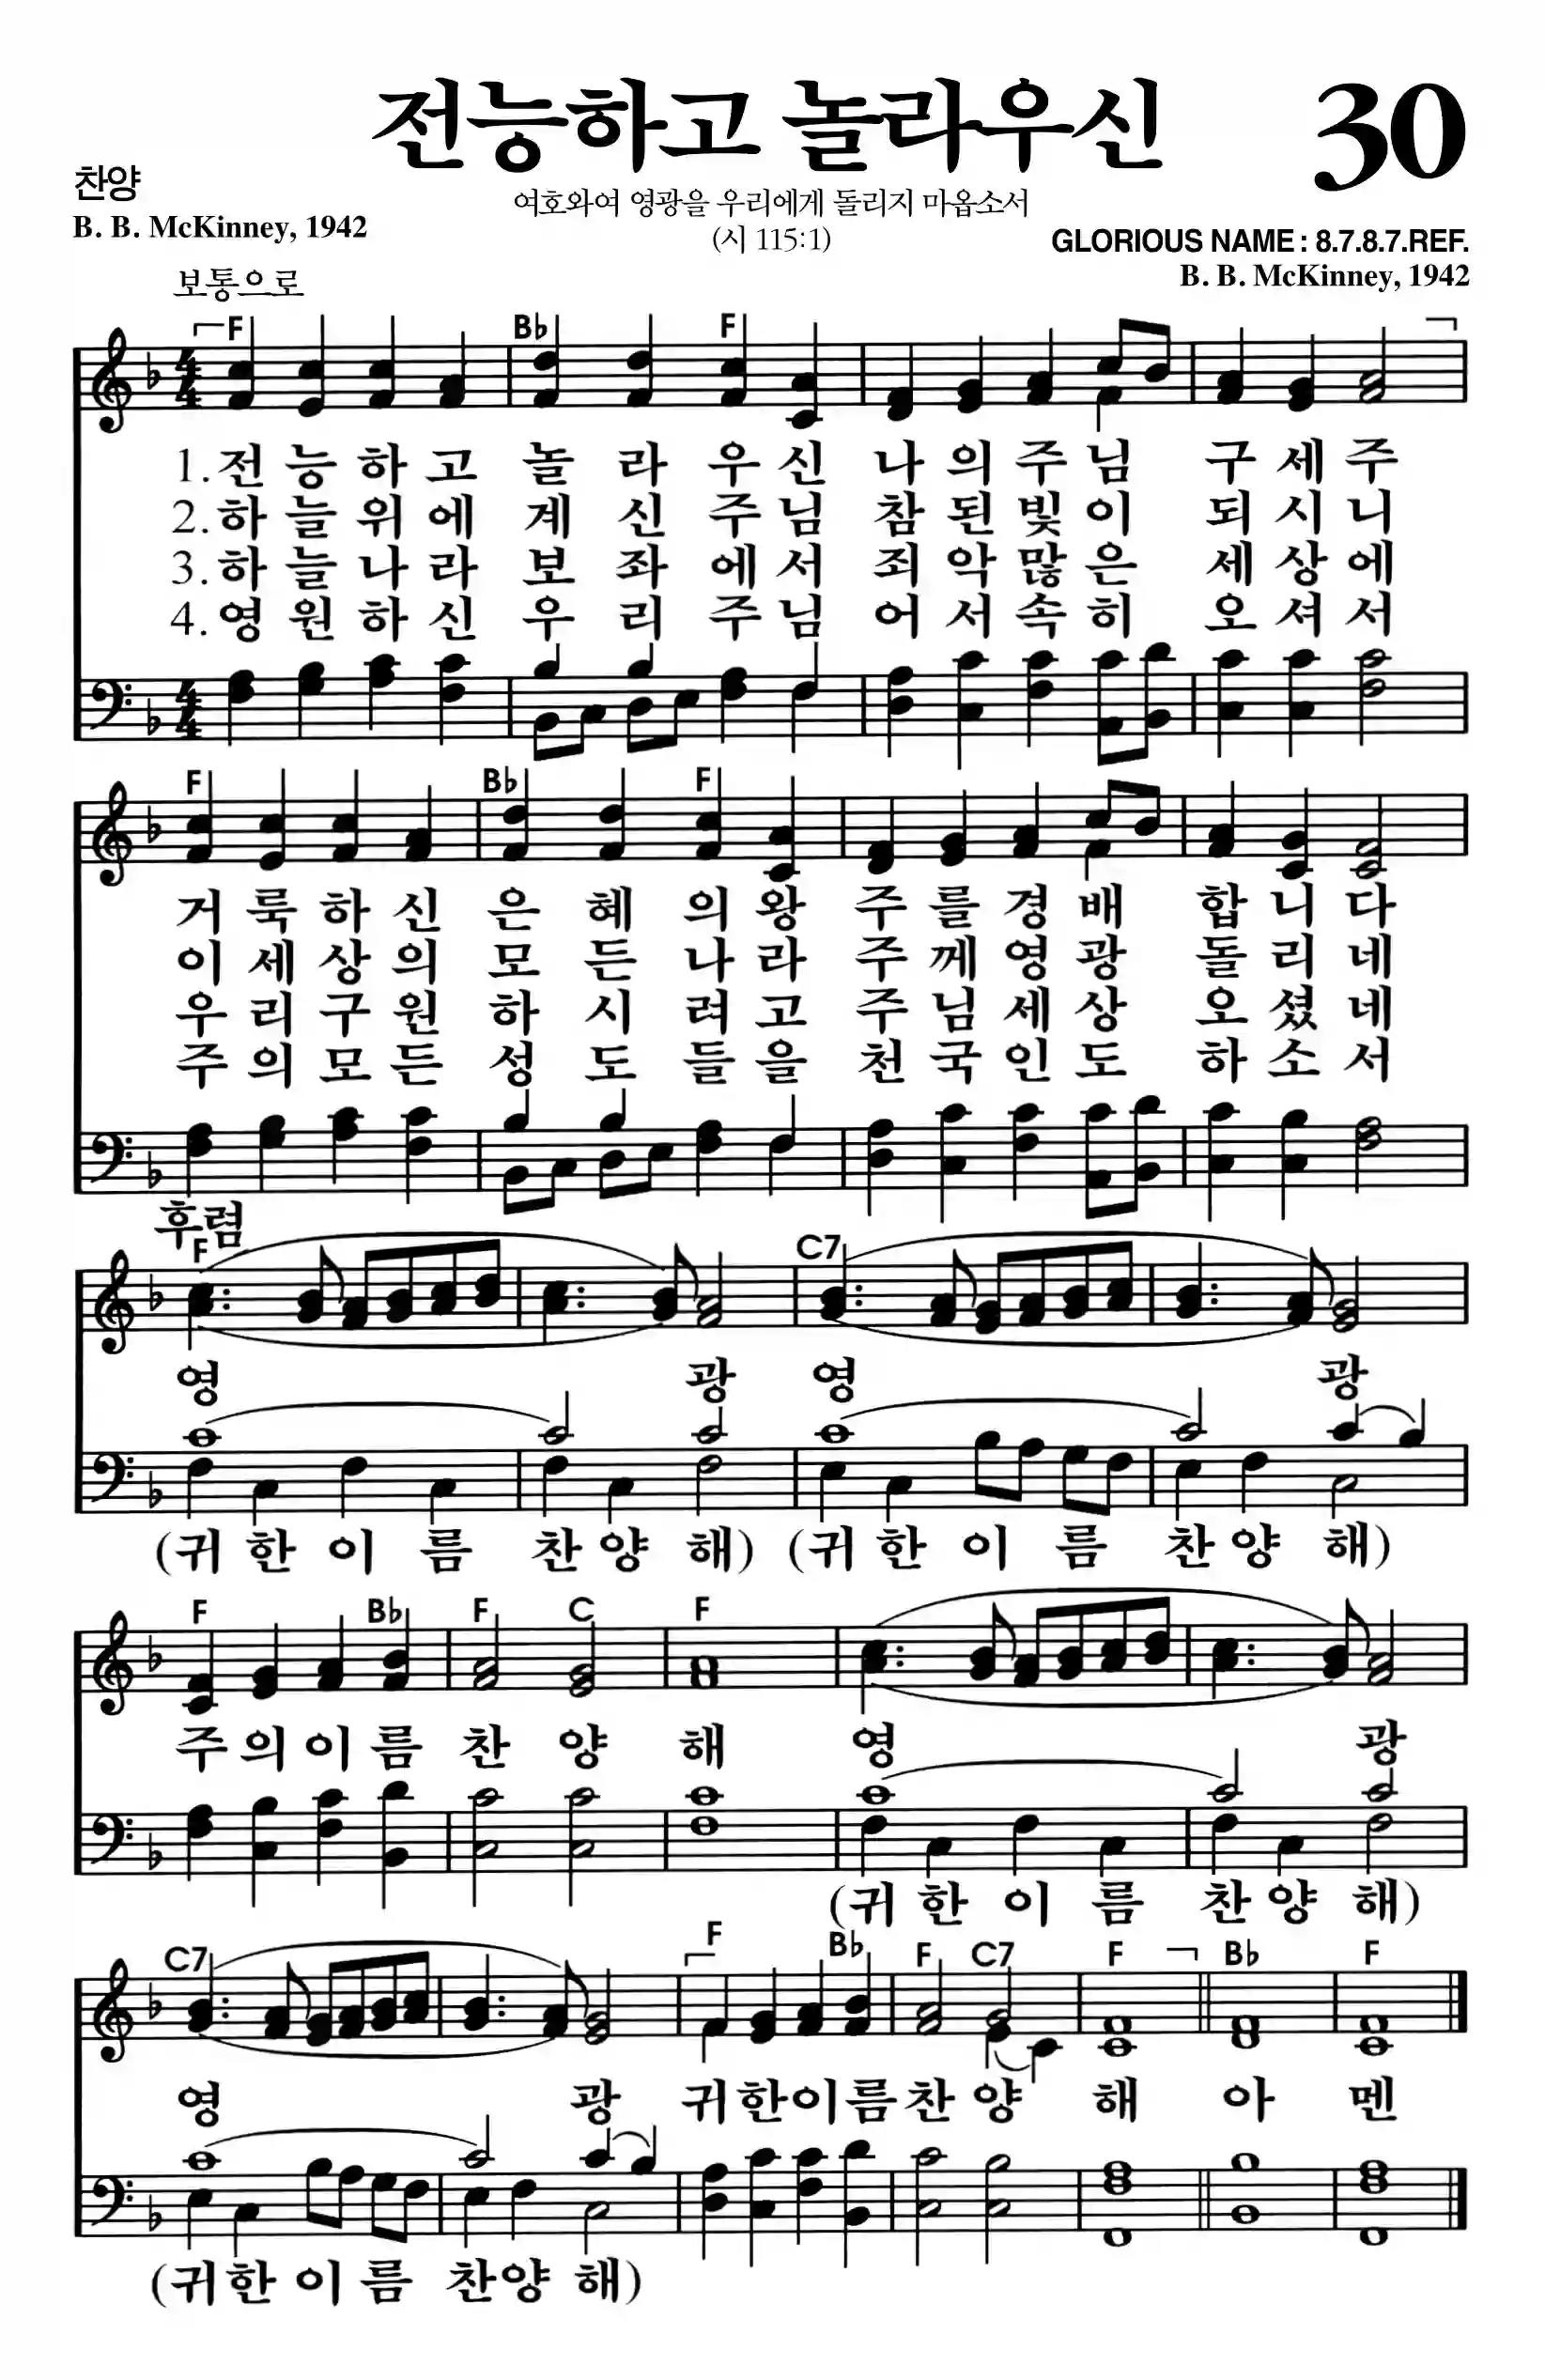 전능하고 놀라우신
30
찬양
여호와여 영광을 우리에게 돌리지 마옵소서
B. B. McKinney, 1942
(시 115:1)
GLORIOUS NAME : 8.7.8.7.REF.
B. B. McKinney, 1942
보통으로
F B♭ F
1. 전 능 하 고 놀 라 우 신 나 의 주 님 구 세 주
2. 하 늘 위 에 계 신 주 님 참 된 빛 이 되 시 니
3. 하 늘 나 라 보 좌 에 서 죄 악 많 은 세 상 에
4. 영 원 하 신 우 리 주 님 어 서 속 히 오 셔 서
F B♭ F
거 룩 하 신 은 혜 의 왕 주 를 경 배 합 니 다
이 세 상 의 모 든 나 라 주 께 영 광 돌 리 네
우 리 구 원 하 시 려 고 주 님 세 상 오 셨 네
주 의 모 든 성 도 들 을 천 국 인 도 하 소 서
후렴
F C7
영 광 영 광
(귀 한 이 름 찬 양 해) (귀 한 이 름 찬 양 해)
F B♭ F C F
주 의 이 름 찬 양 해 영 광
(귀 한 이 름 찬 양 해)
C7 F B♭ F C7 F B♭ F
영 광 귀 한 이 름 찬 양 해 아 멘
(귀 한 이 름 찬 양 해)